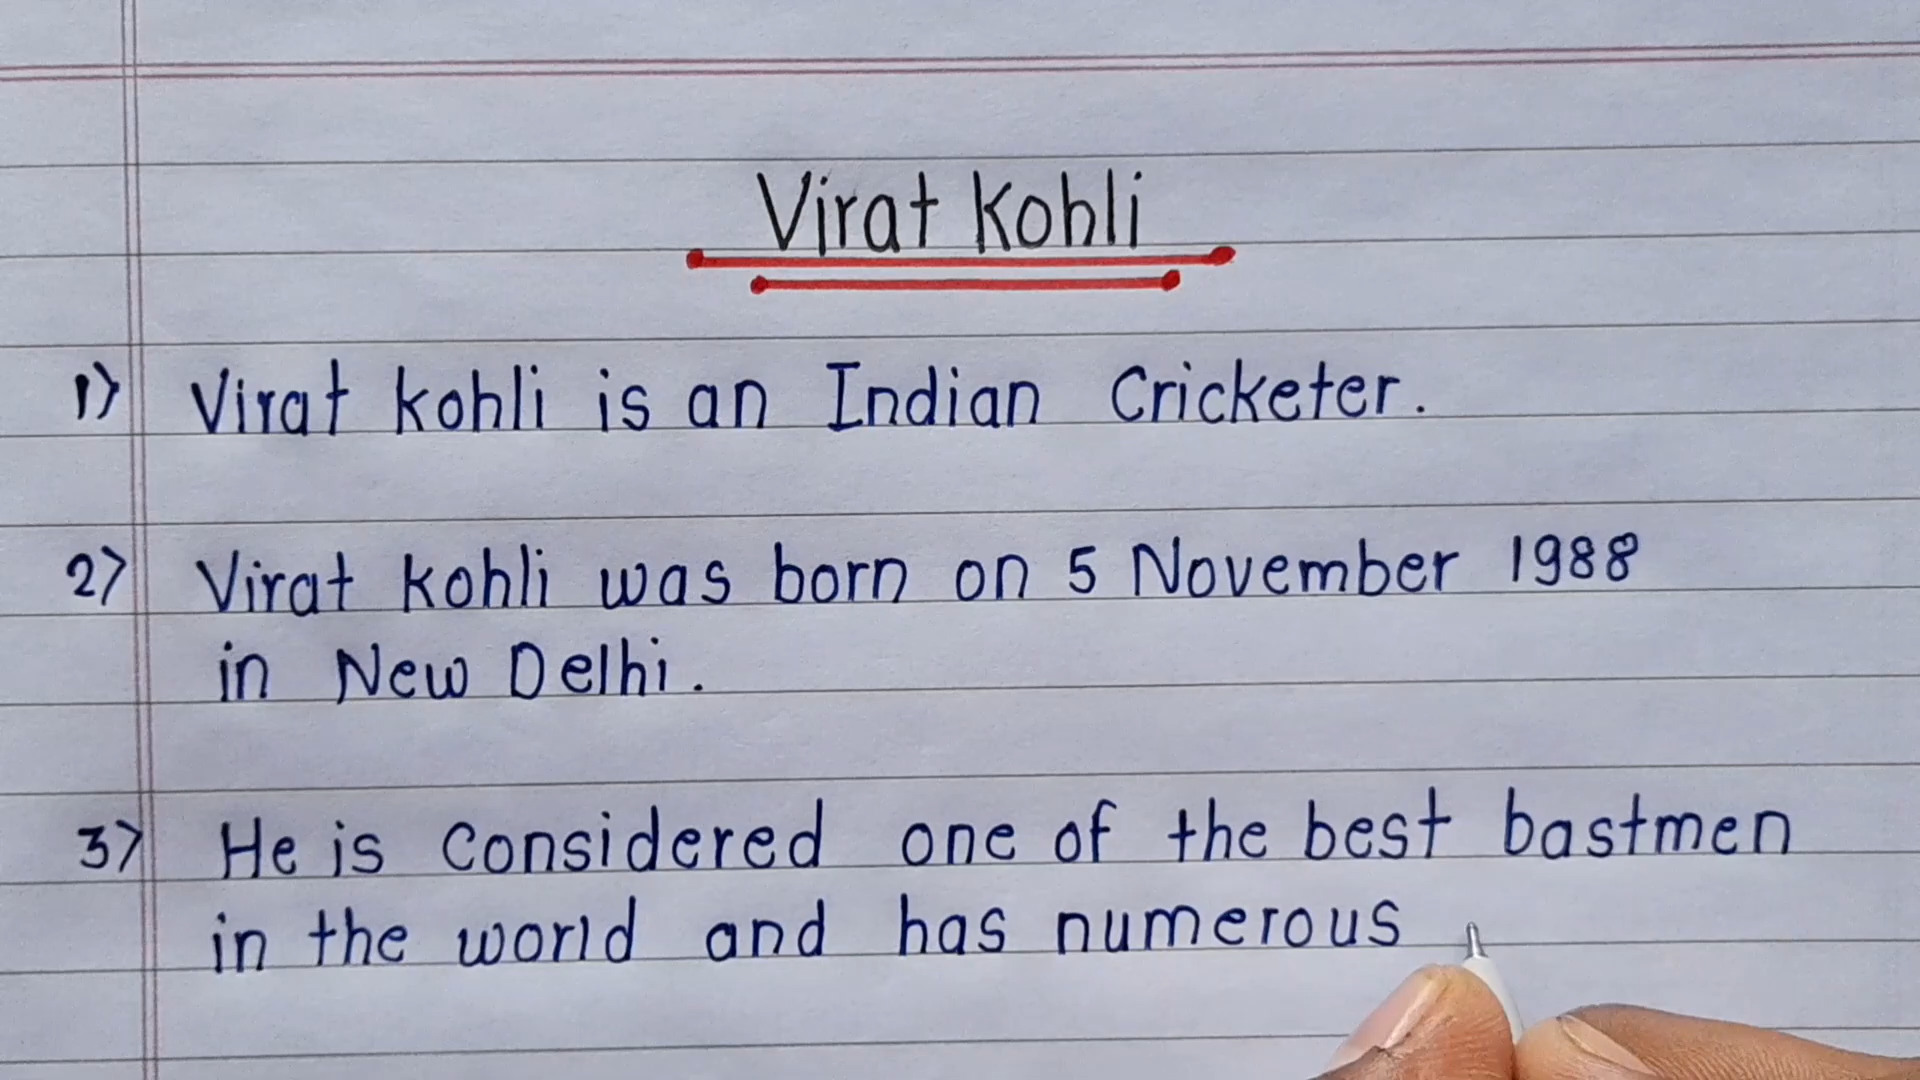 Virat Kohli
1) Virat Kohli is an Indian Cricketer.
2) Virat Kohli was born on 5 November 1988
in New Delhi.
3) He is considered one of the best bastmen
in the world and has numerous